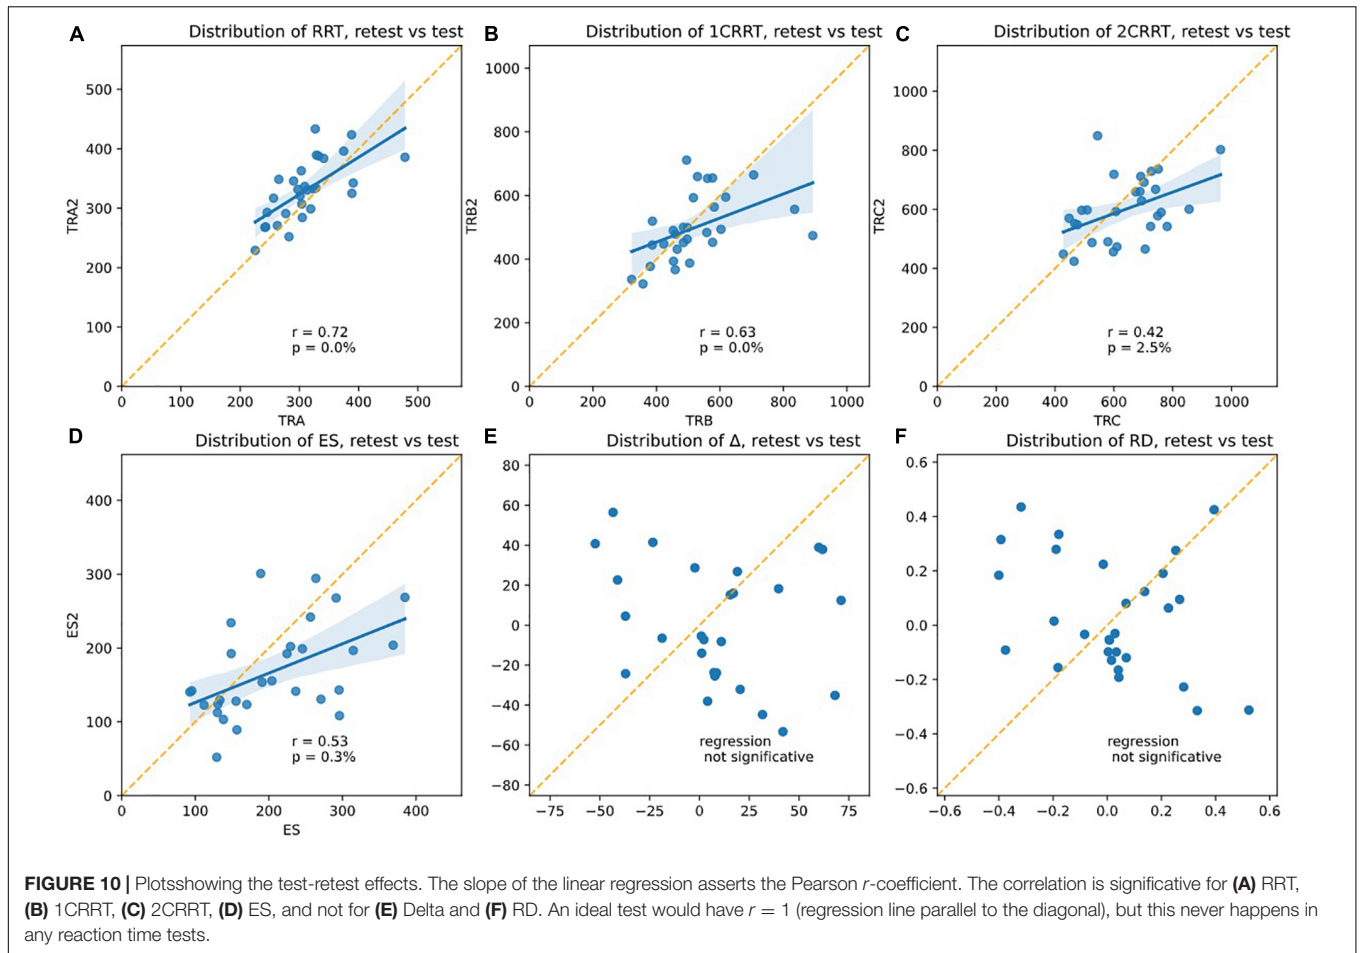 A
Distribution of RRT, retest vs test
500
400
300
200
100
0
TRA2
r = 0.72
p = 0.0%
0 100 200 300 400 500
TRA
B
Distribution of 1CRRT, retest vs test
1000
800
600
400
200
0
TRB2
r = 0.63
p = 0.0%
0 200 400 600 800 1000
TRB
C
Distribution of 2CRRT, retest vs test
1000
800
600
400
200
0
TRC2
r = 0.42
p = 2.5%
0 200 400 600 800 1000
TRC
D
Distribution of ES, retest vs test
400
300
200
100
0
ES2
r = 0.53
p = 0.3%
0 100 200 300 400
ES
E
Distribution of Δ, retest vs test
80
60
40
20
0
−20
−40
−60
−80
regression
not significative
−75 −50 −25 0 25 50 75
F
Distribution of RD, retest vs test
0.6
0.4
0.2
0.0
−0.2
−0.4
−0.6
regression
not significative
−0.6 −0.4 −0.2 0.0 0.2 0.4 0.6
FIGURE 10 | Plotsshowing the test-retest effects. The slope of the linear regression asserts the Pearson r-coefficient. The correlation is significative for (A) RRT,
(B) 1CRRT, (C) 2CRRT, (D) ES, and not for (E) Delta and (F) RD. An ideal test would have r = 1 (regression line parallel to the diagonal), but this never happens in
any reaction time tests.